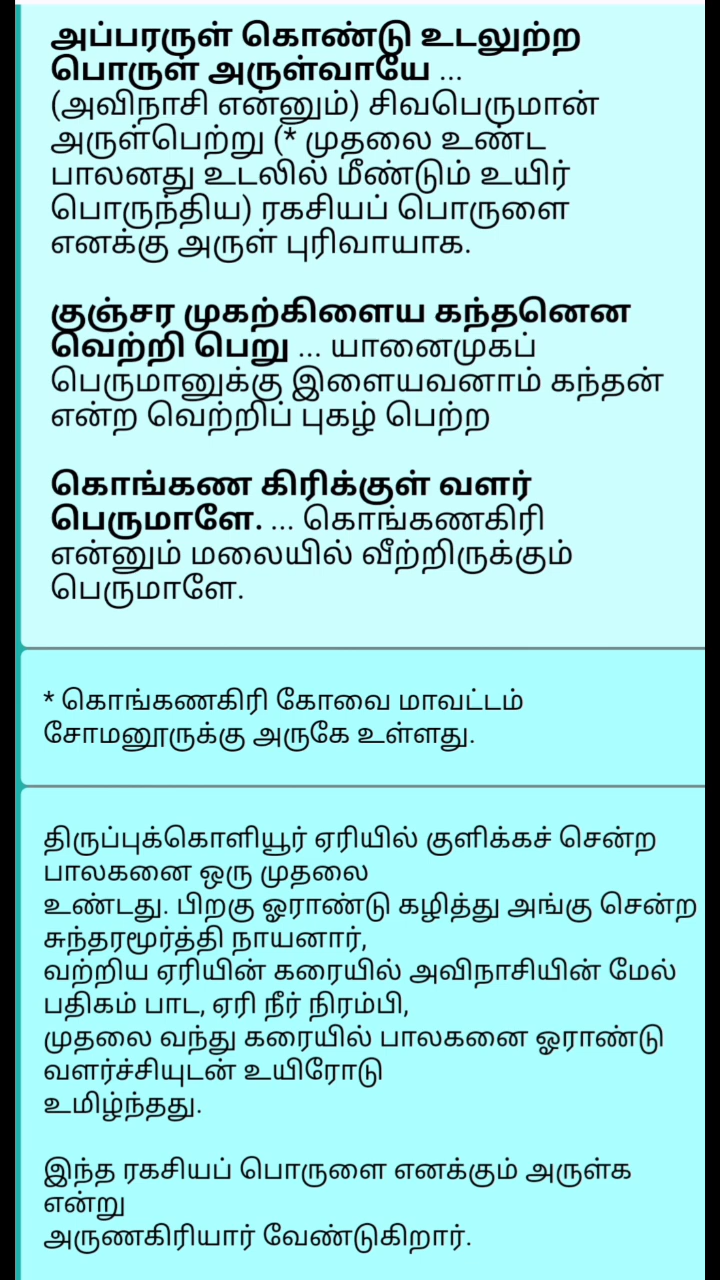 அப்பரருள் கொண்டு உடலுற்ற
பொருள் அருள்வாயே ...
(அவிநாசி என்னும்) சிவபெருமான்
அருள்பெற்று (* முதலை உண்ட
பாலனது உடலில் மீண்டும் உயிர்
பொருந்திய) ரகசியப் பொருளை
எனக்கு அருள் புரிவாயாக.
குஞ்சர முகற்கிளைய கந்தனென
வெற்றி பெறு ... யானைமுகப்
பெருமானுக்கு இளையவனாம் கந்தன்
என்ற வெற்றிப் புகழ் பெற்ற
கொங்கண கிரிக்குள் வளர்
பெருமாளே. ... கொங்கணகிரி
என்னும் மலையில் வீற்றிருக்கும்
பெருமாளே.
* கொங்கணகிரி கோவை மாவட்டம்
சோமனூருக்கு அருகே உள்ளது.
திருப்புக்கொளியூர் ஏரியில் குளிக்கச் சென்ற
பாலகனை ஒரு முதலை
உண்டது. பிறகு ஓராண்டு கழித்து அங்கு சென்ற
சுந்தரமூர்த்தி நாயனார்,
வற்றிய ஏரியின் கரையில் அவிநாசியின் மேல்
பதிகம் பாட, ஏரி நீர் நிரம்பி,
முதலை வந்து கரையில் பாலகனை ஓராண்டு
வளர்ச்சியுடன் உயிரோடு
உமிழ்ந்தது.
இந்த ரகசியப் பொருளை எனக்கும் அருள்க
என்று
அருணகிரியார் வேண்டுகிறார்.